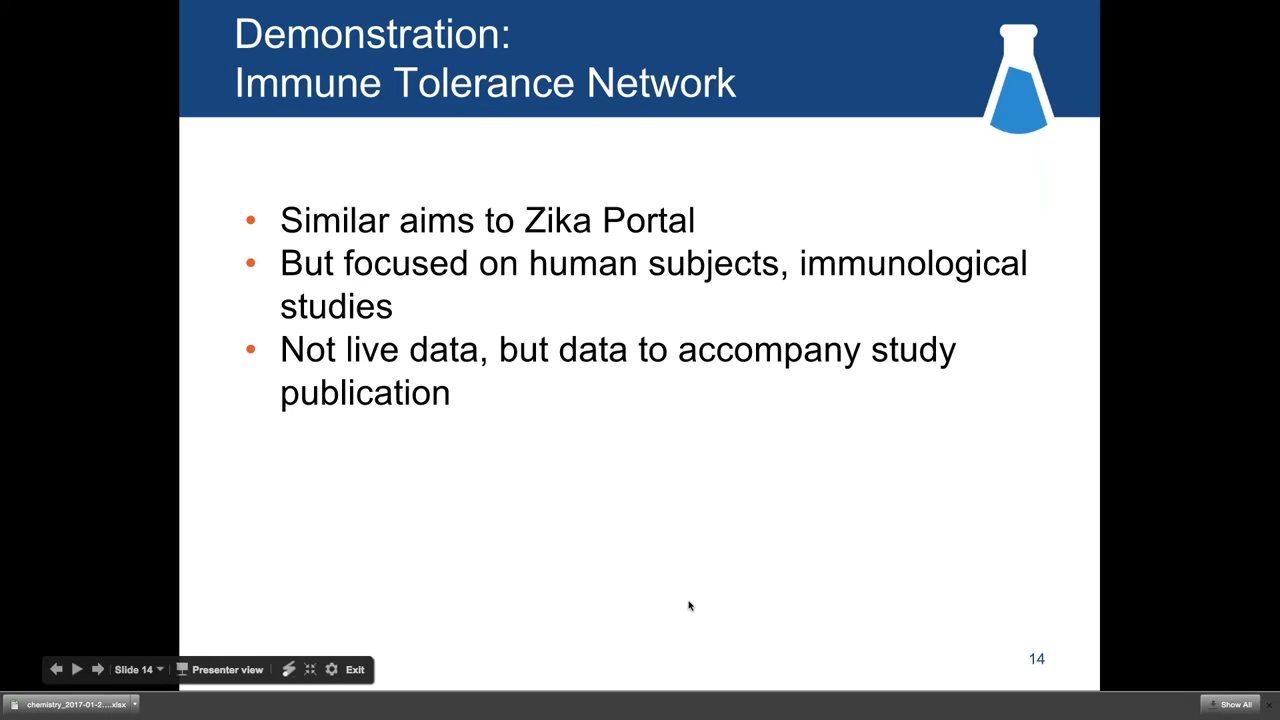 Demonstration:
Immune Tolerance Network
• Similar aims to Zika Portal
• But focused on human subjects, immunological
studies
• Not live data, but data to accompany study
publication
14
Slide 14
Presenter view
Exit
chemistry_2017-01-2....xlsx
Show All